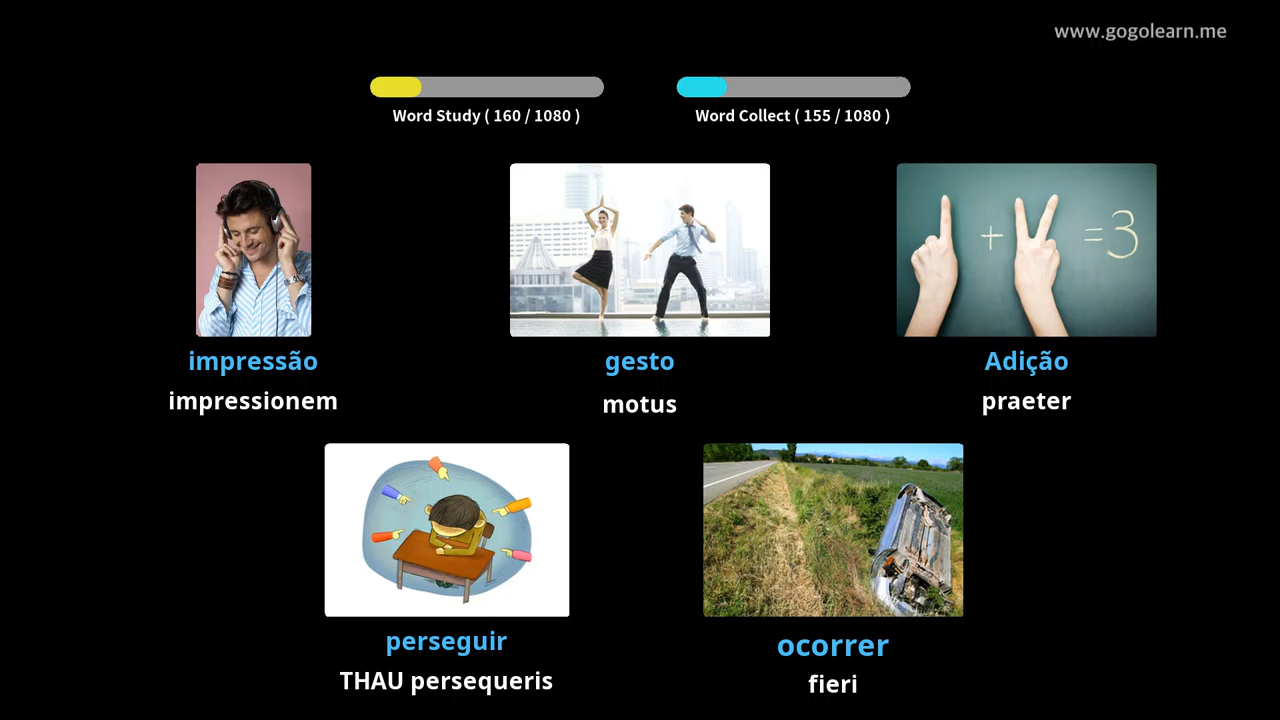 www.gogolearn.me
Word Study ( 160 / 1080 )
Word Collect ( 155 / 1080 )
+ =3
impressão
impressionem
gesto
motus
Adição
praeter
perseguir
THAU persequeris
ocorrer
fieri